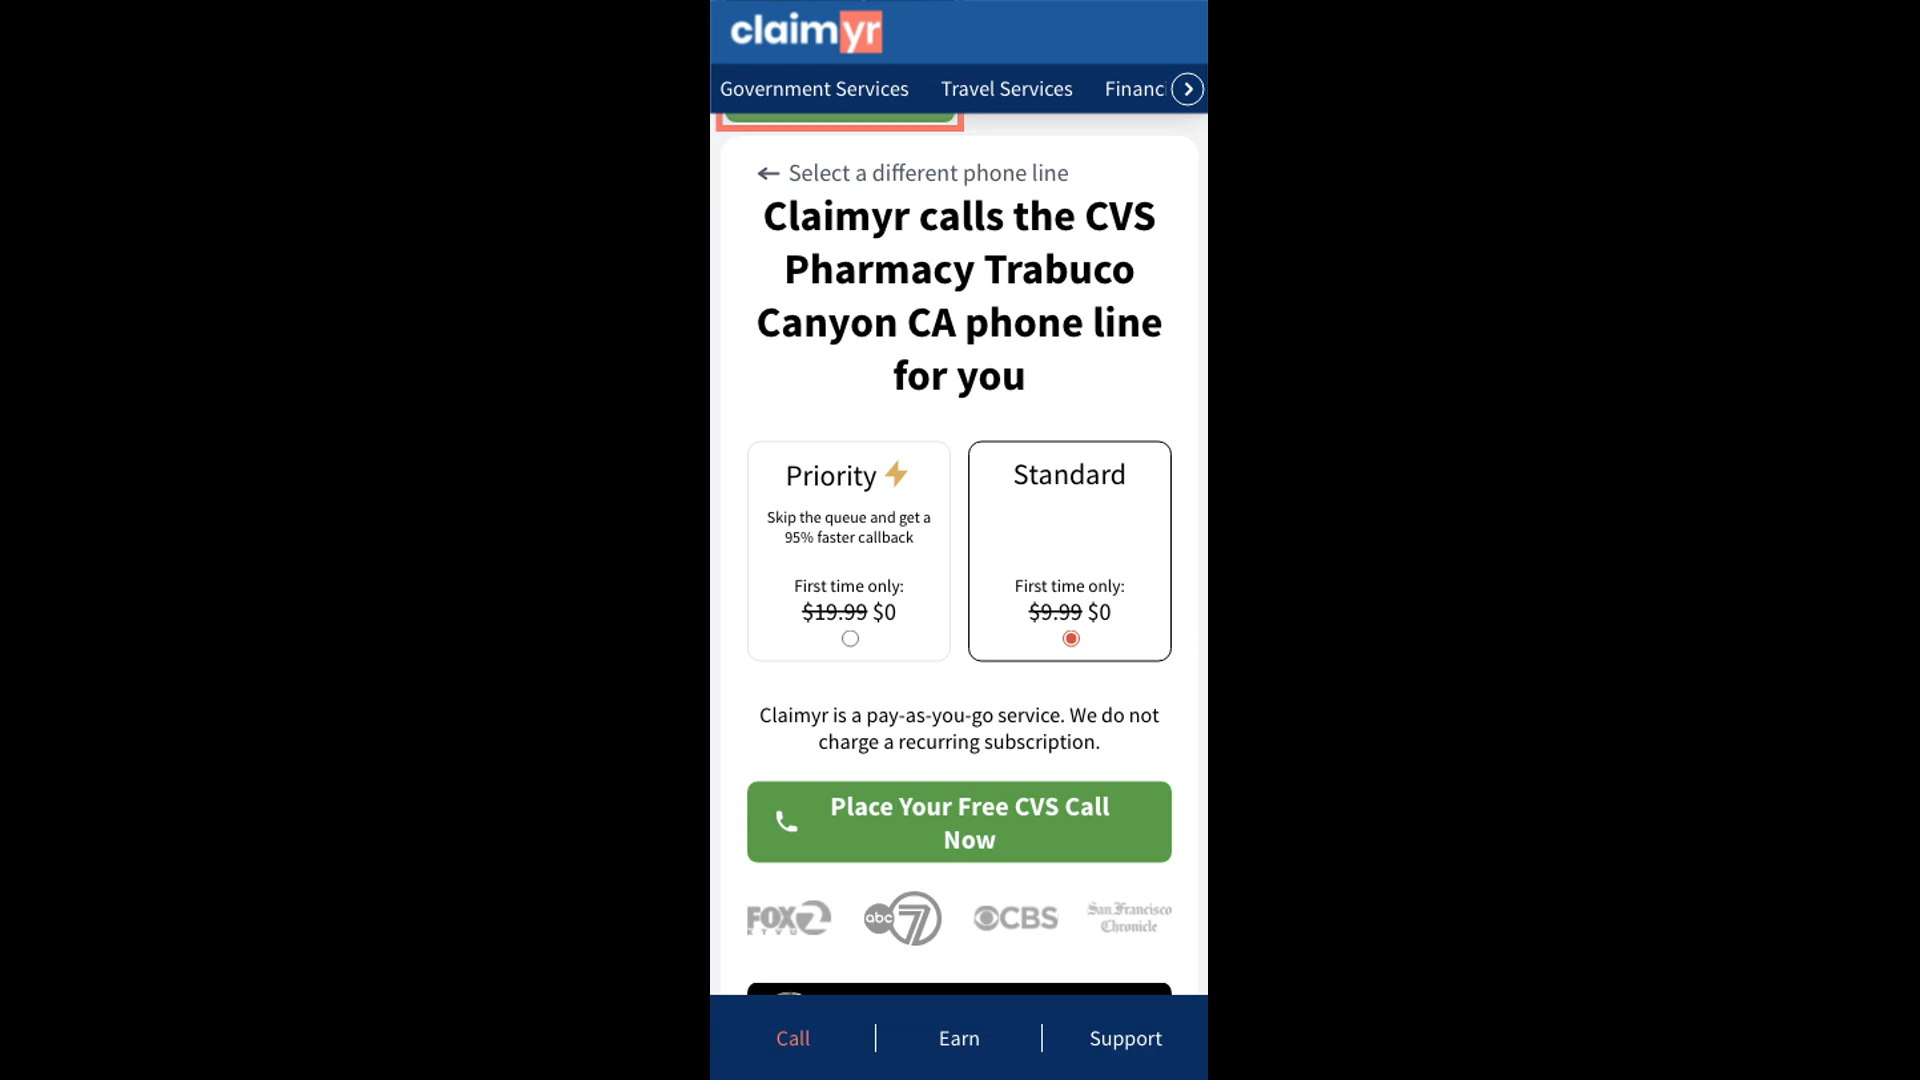 claimyr
Government Services Travel Services Financ
← Select a different phone line
Claimyr calls the CVS
Pharmacy Trabuco
Canyon CA phone line
for you
Priority
Skip the queue and get a
95% faster callback
First time only:
$19.99 $0
Standard
First time only:
$9.99 $0
Claimyr is a pay-as-you-go service. We do not
charge a recurring subscription.
Place Your Free CVS Call
Now
FOX 2
KTVU
abc 7
CBS
San Francisco
Chronicle
Call | Earn | Support